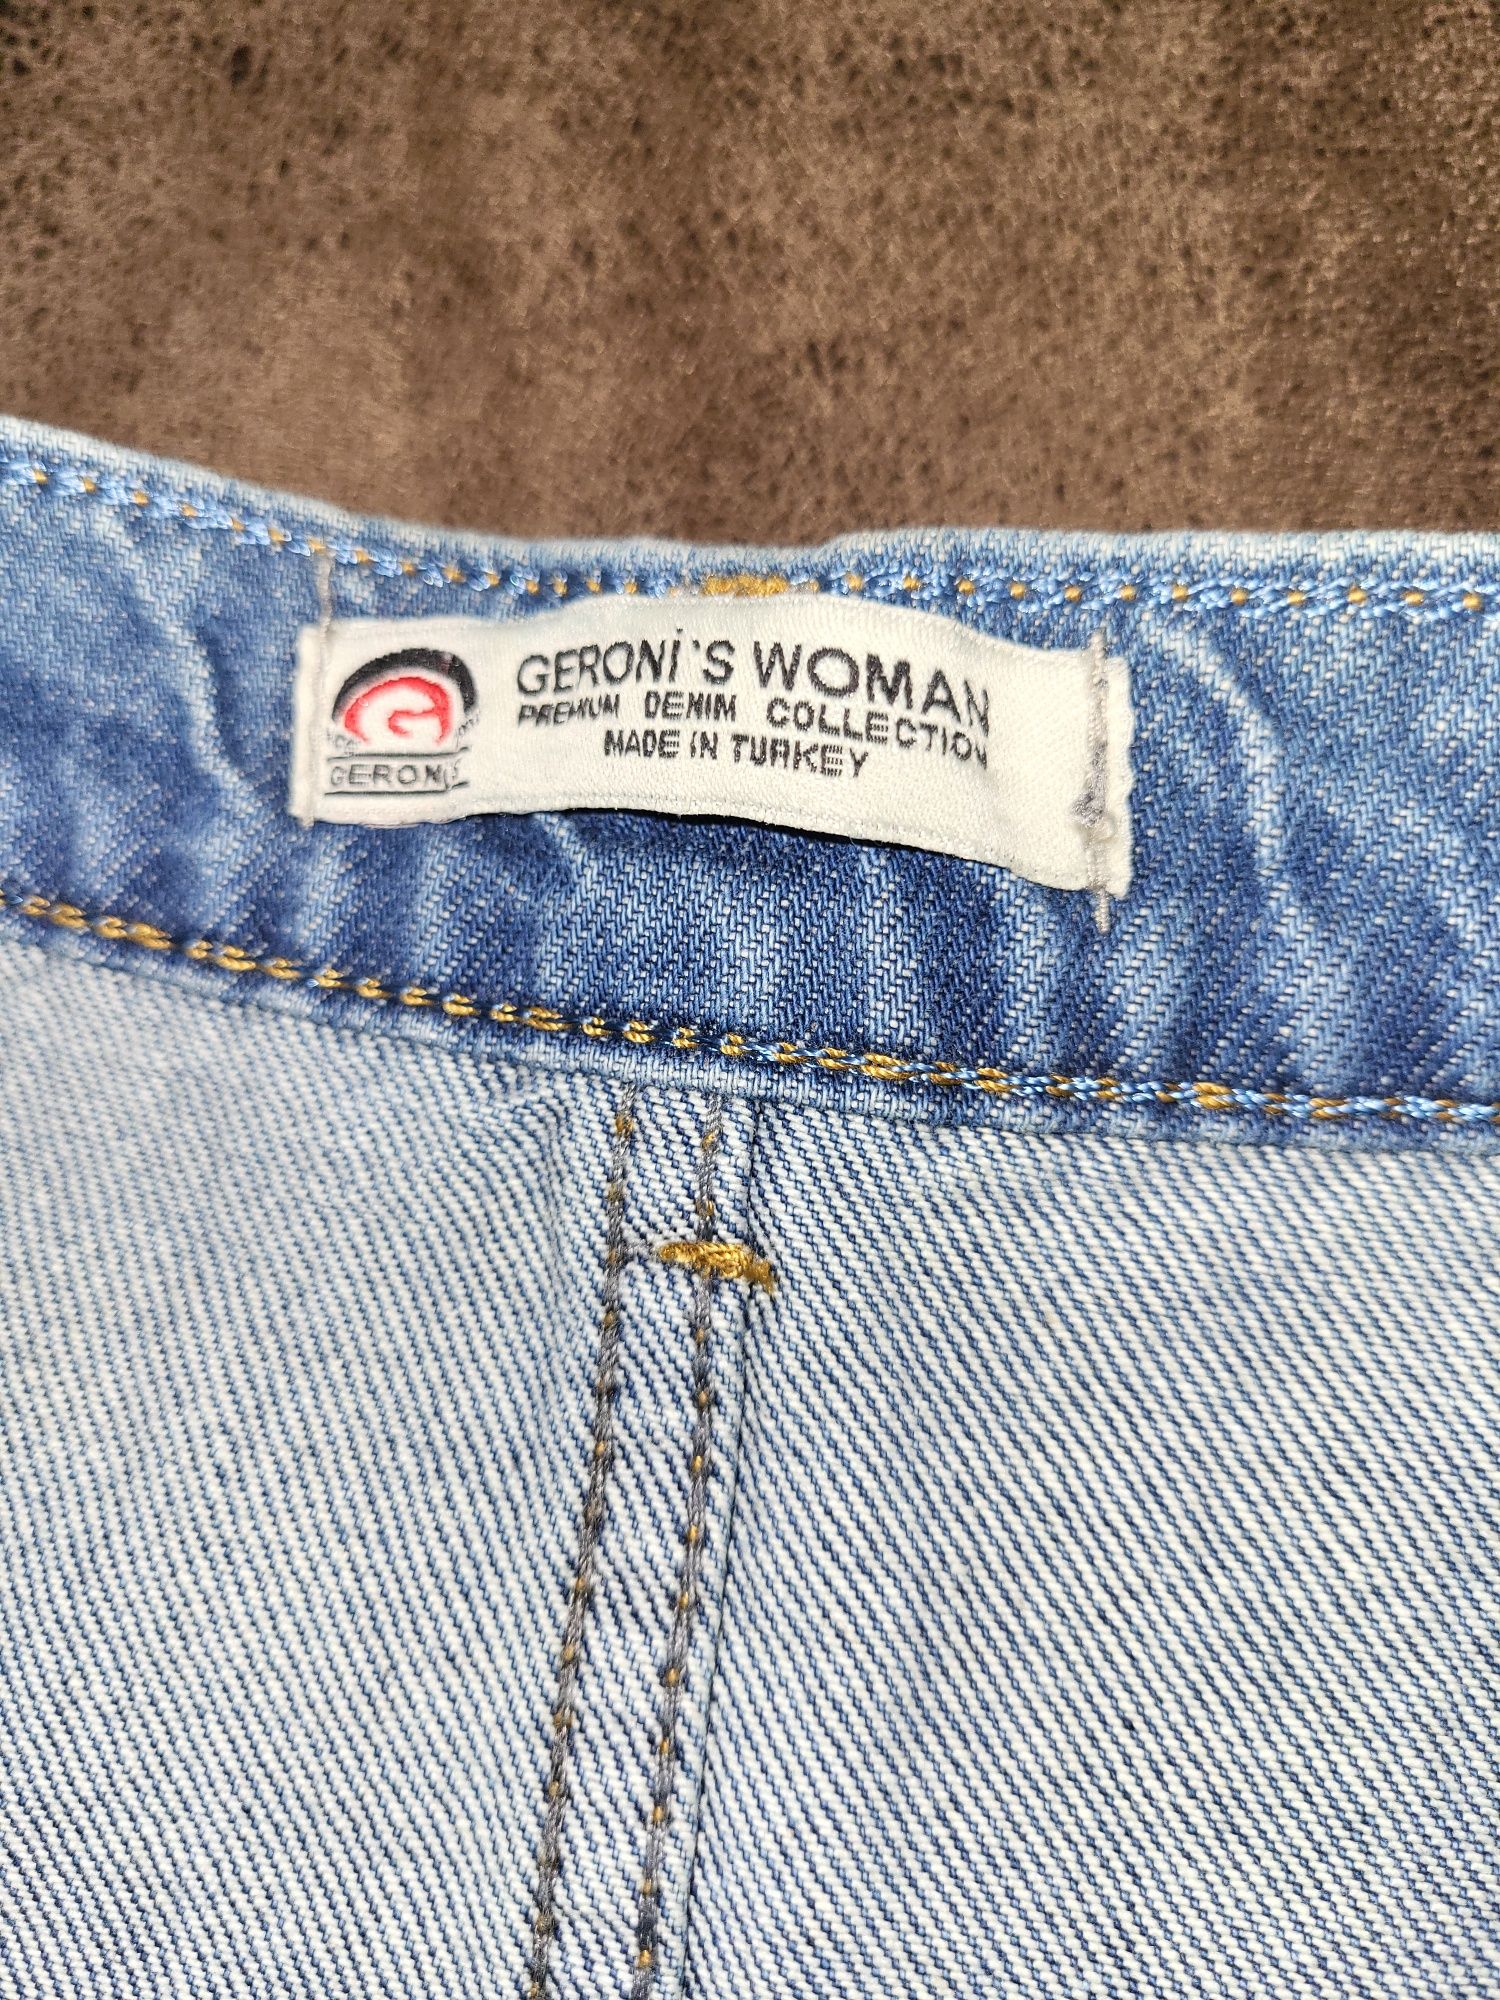 GERONİ'S WOMAN
PREMIUM DENIM COLLECTION
MADE IN TURKEY
GERONİ'S